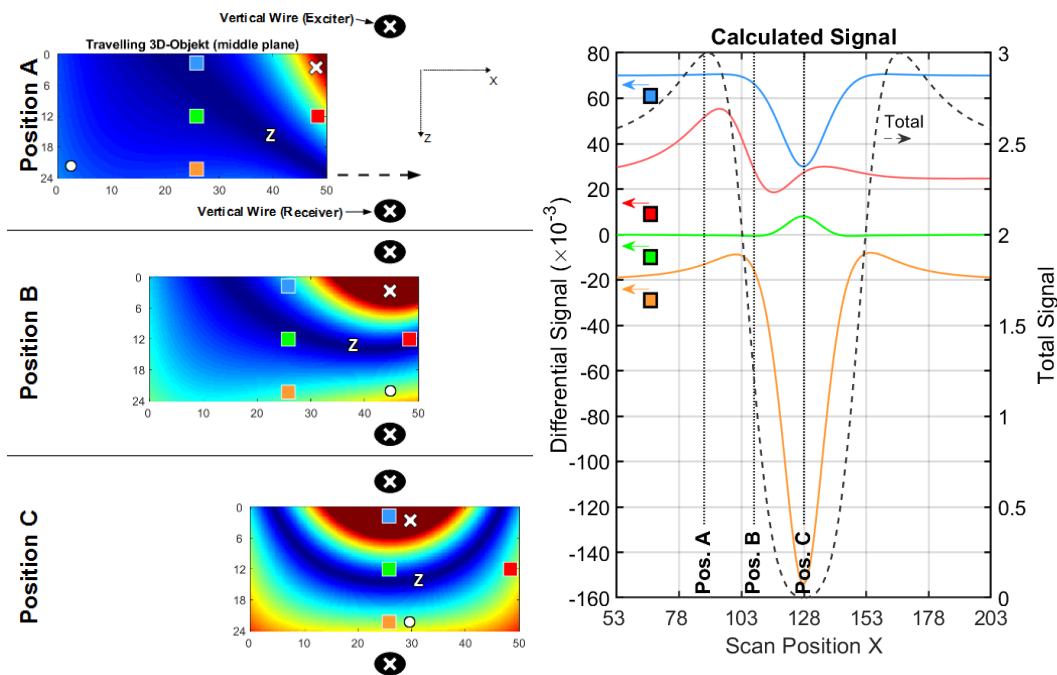 Vertical Wire (Exciter)
Travelling 3D-Objekt (middle plane)
Position A
0
6
12
18
24
Z
0 10 20 30 40 50
X
Z
Vertical Wire (Receiver)
Position B
0
6
12
18
24
Z
0 10 20 30 40 50
Position C
0
6
12
18
24
Z
0 10 20 30 40 50
Calculated Signal
Differential Signal (×10⁻³)
80
60
40
20
0
-20
-40
-60
-80
-100
-120
-140
-160
Total
Pos. A
Pos. B
Pos. C
3
2.5
2
1.5
1
0.5
0
Total Signal
53 78 103 128 153 178 203
Scan Position X